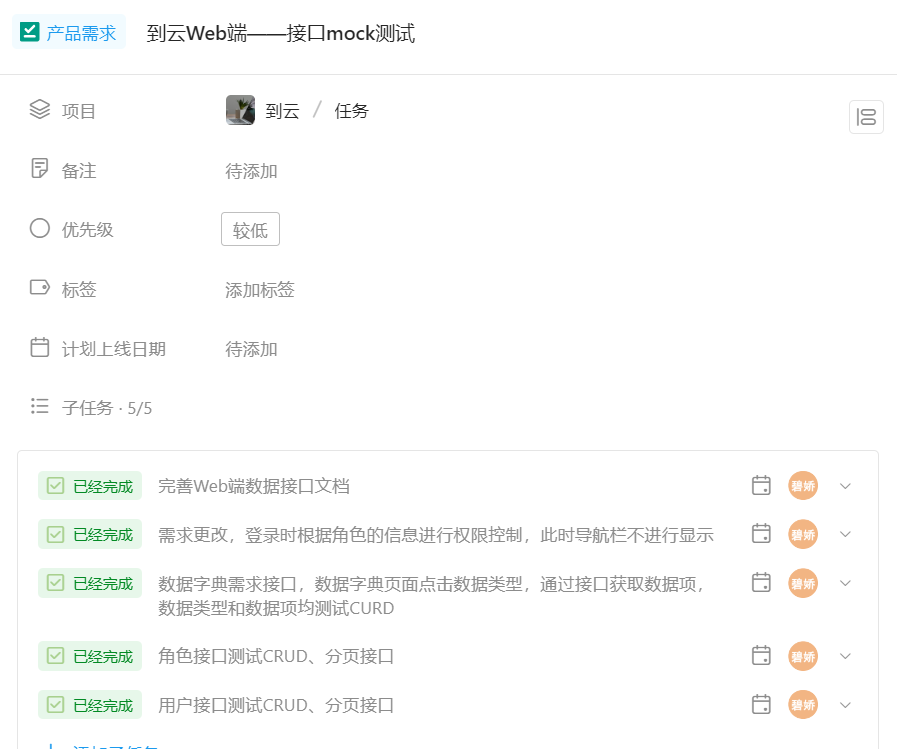 产品需求 到云Web端——接口mock测试
项目 到云 / 任务
备注 待添加
优先级 较低
标签 添加标签
计划上线日期 待添加
子任务 · 5/5
已经完成 完善Web端数据接口文档 碧娇
已经完成 需求更改，登录时根据角色的信息进行权限控制，此时导航栏不进行显示 碧娇
已经完成 数据字典需求接口，数据字典页面点击数据类型，通过接口获取数据项， 碧娇
数据类型和数据项均测试CURD
已经完成 角色接口测试CRUD、分页接口 碧娇
已经完成 用户接口测试CRUD、分页接口 碧娇
添加子任务